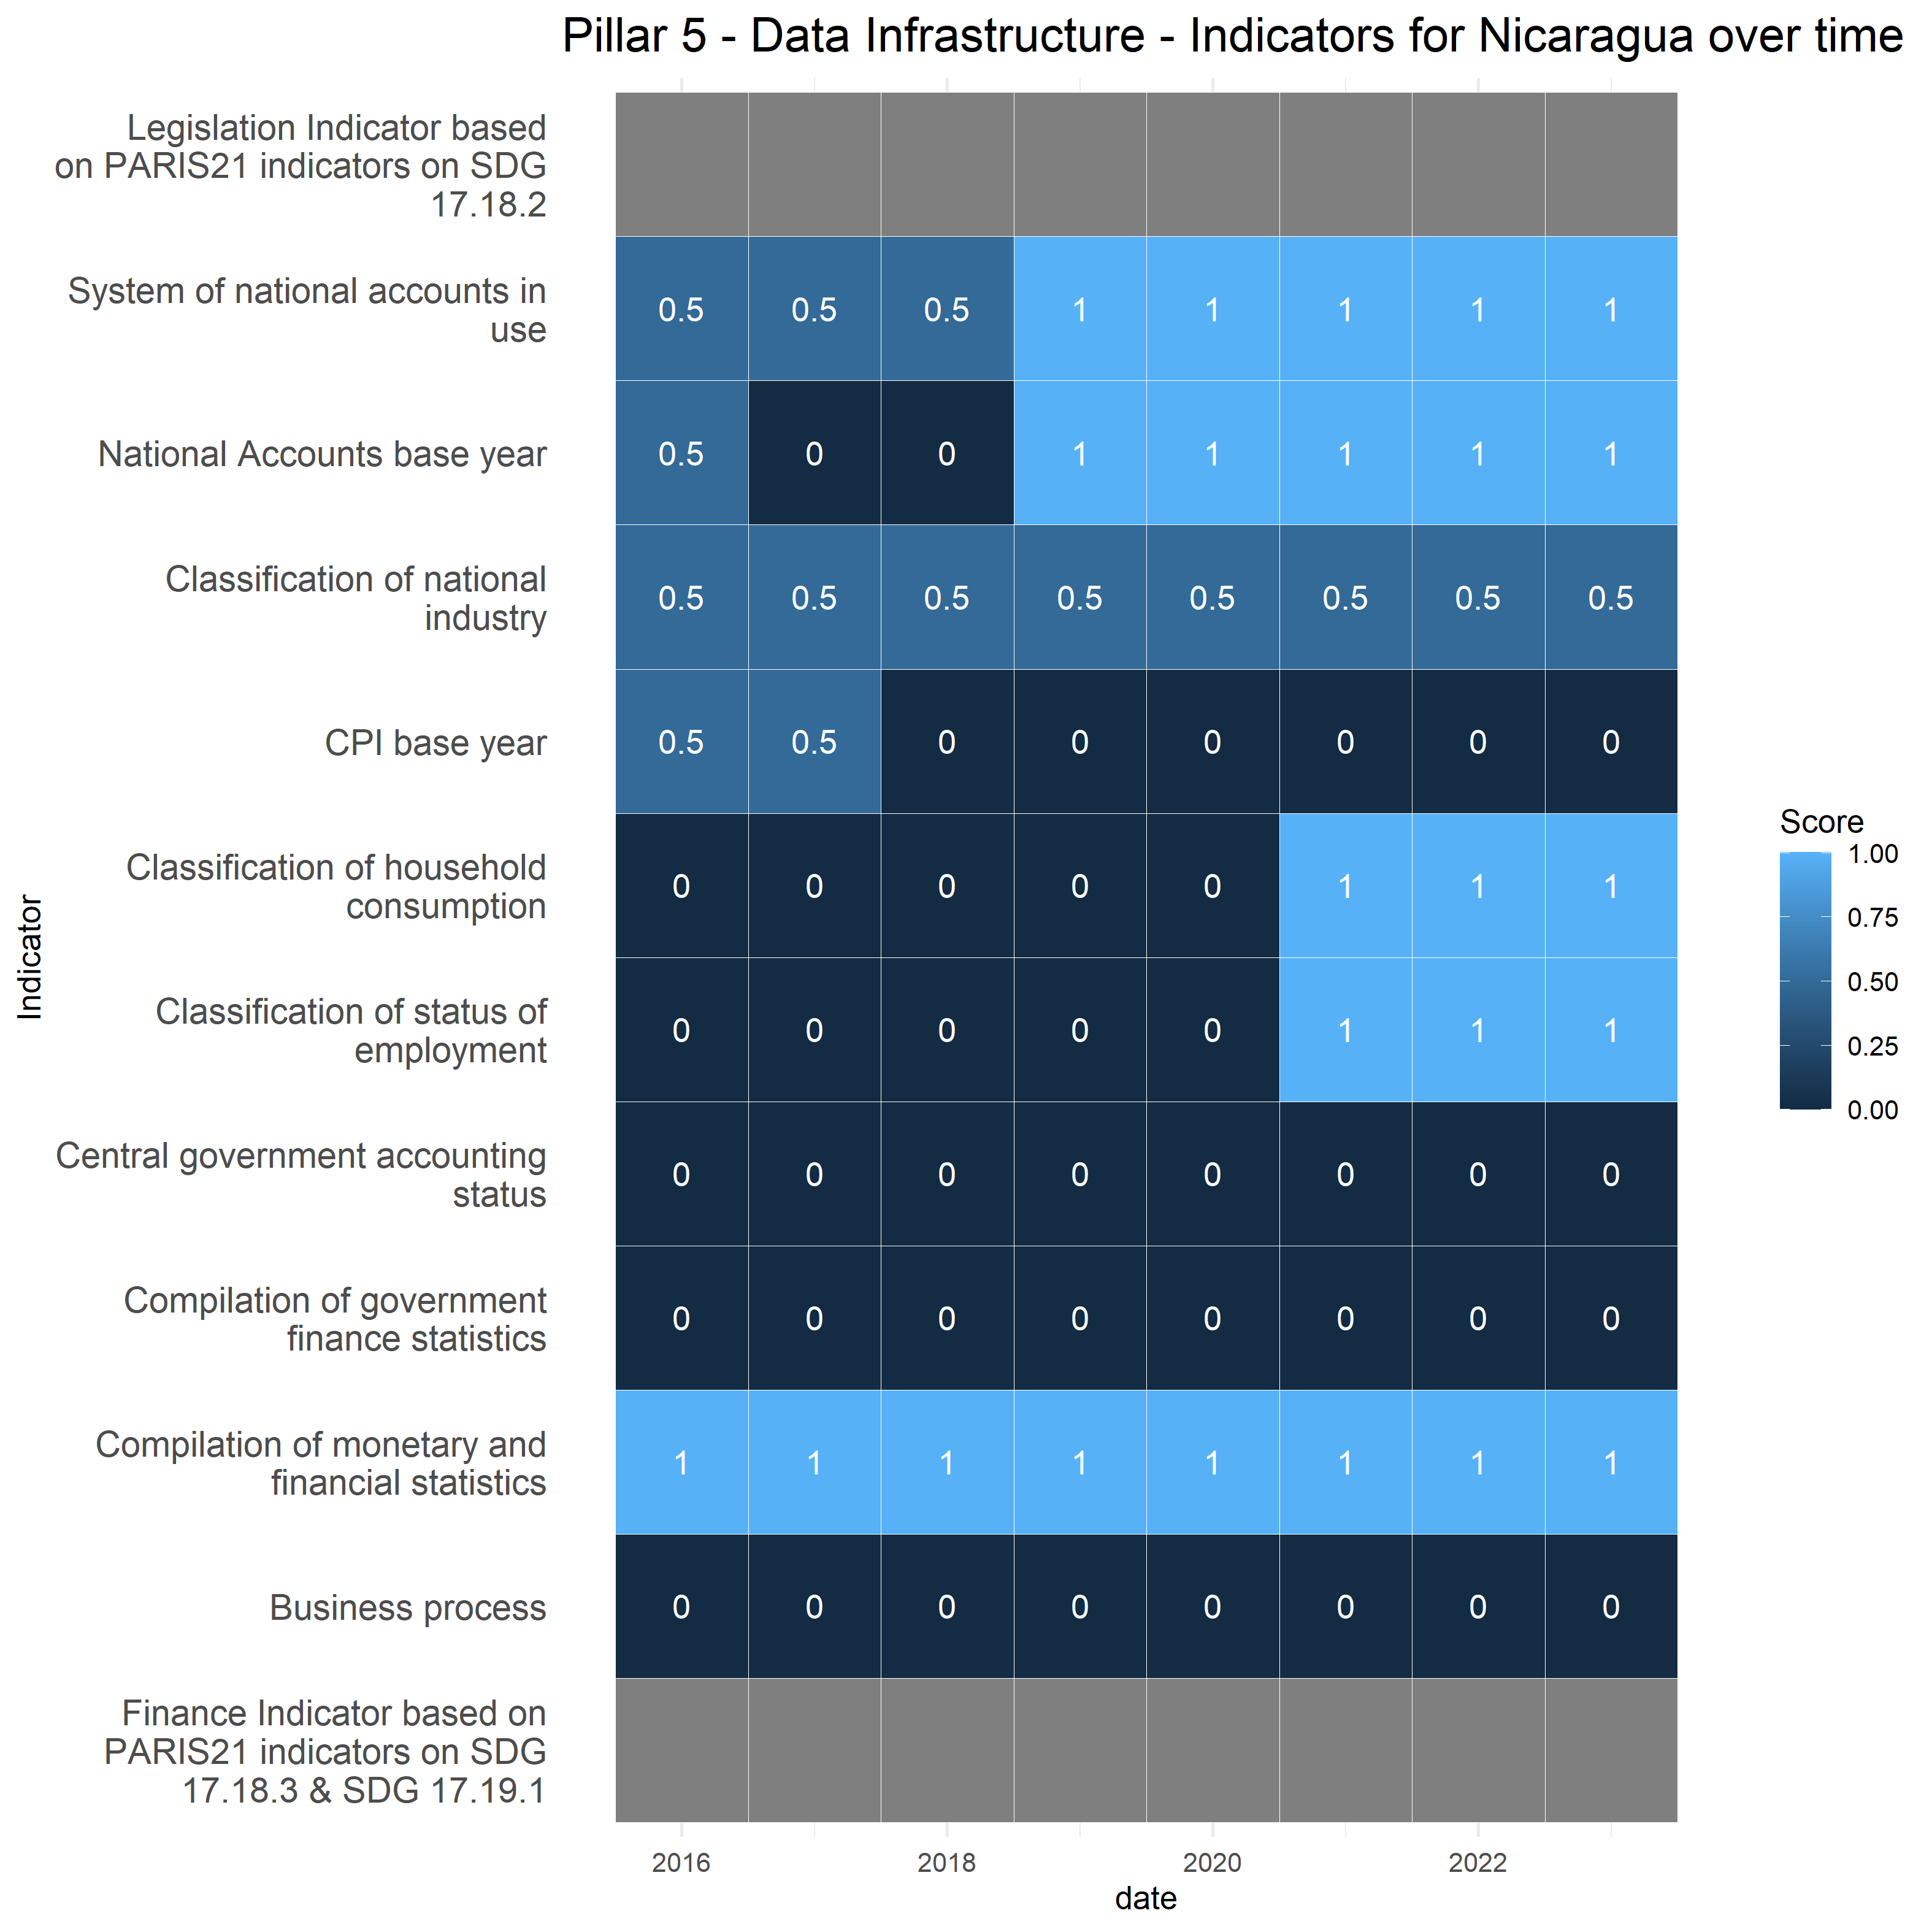 Pillar 5 - Data Infrastructure - Indicators for Nicaragua over time
Legislation Indicator based
on PARIS21 indicators on SDG
17.18.2
System of national accounts in
use
0.5 0.5 0.5 1 1 1 1 1
National Accounts base year
0.5 0 0 1 1 1 1 1
Classification of national
industry
0.5 0.5 0.5 0.5 0.5 0.5 0.5 0.5
CPI base year
0.5 0.5 0 0 0 0 0 0
Classification of household
consumption
0 0 0 0 0 1 1 1
Classification of status of
employment
0 0 0 0 0 1 1 1
Central government accounting
status
0 0 0 0 0 0 0 0
Compilation of government
finance statistics
0 0 0 0 0 0 0 0
Compilation of monetary and
financial statistics
1 1 1 1 1 1 1 1
Business process
0 0 0 0 0 0 0 0
Finance Indicator based on
PARIS21 indicators on SDG
17.18.3 & SDG 17.19.1
Indicator
2016 2018 2020 2022
date
Score
1.00
0.75
0.50
0.25
0.00